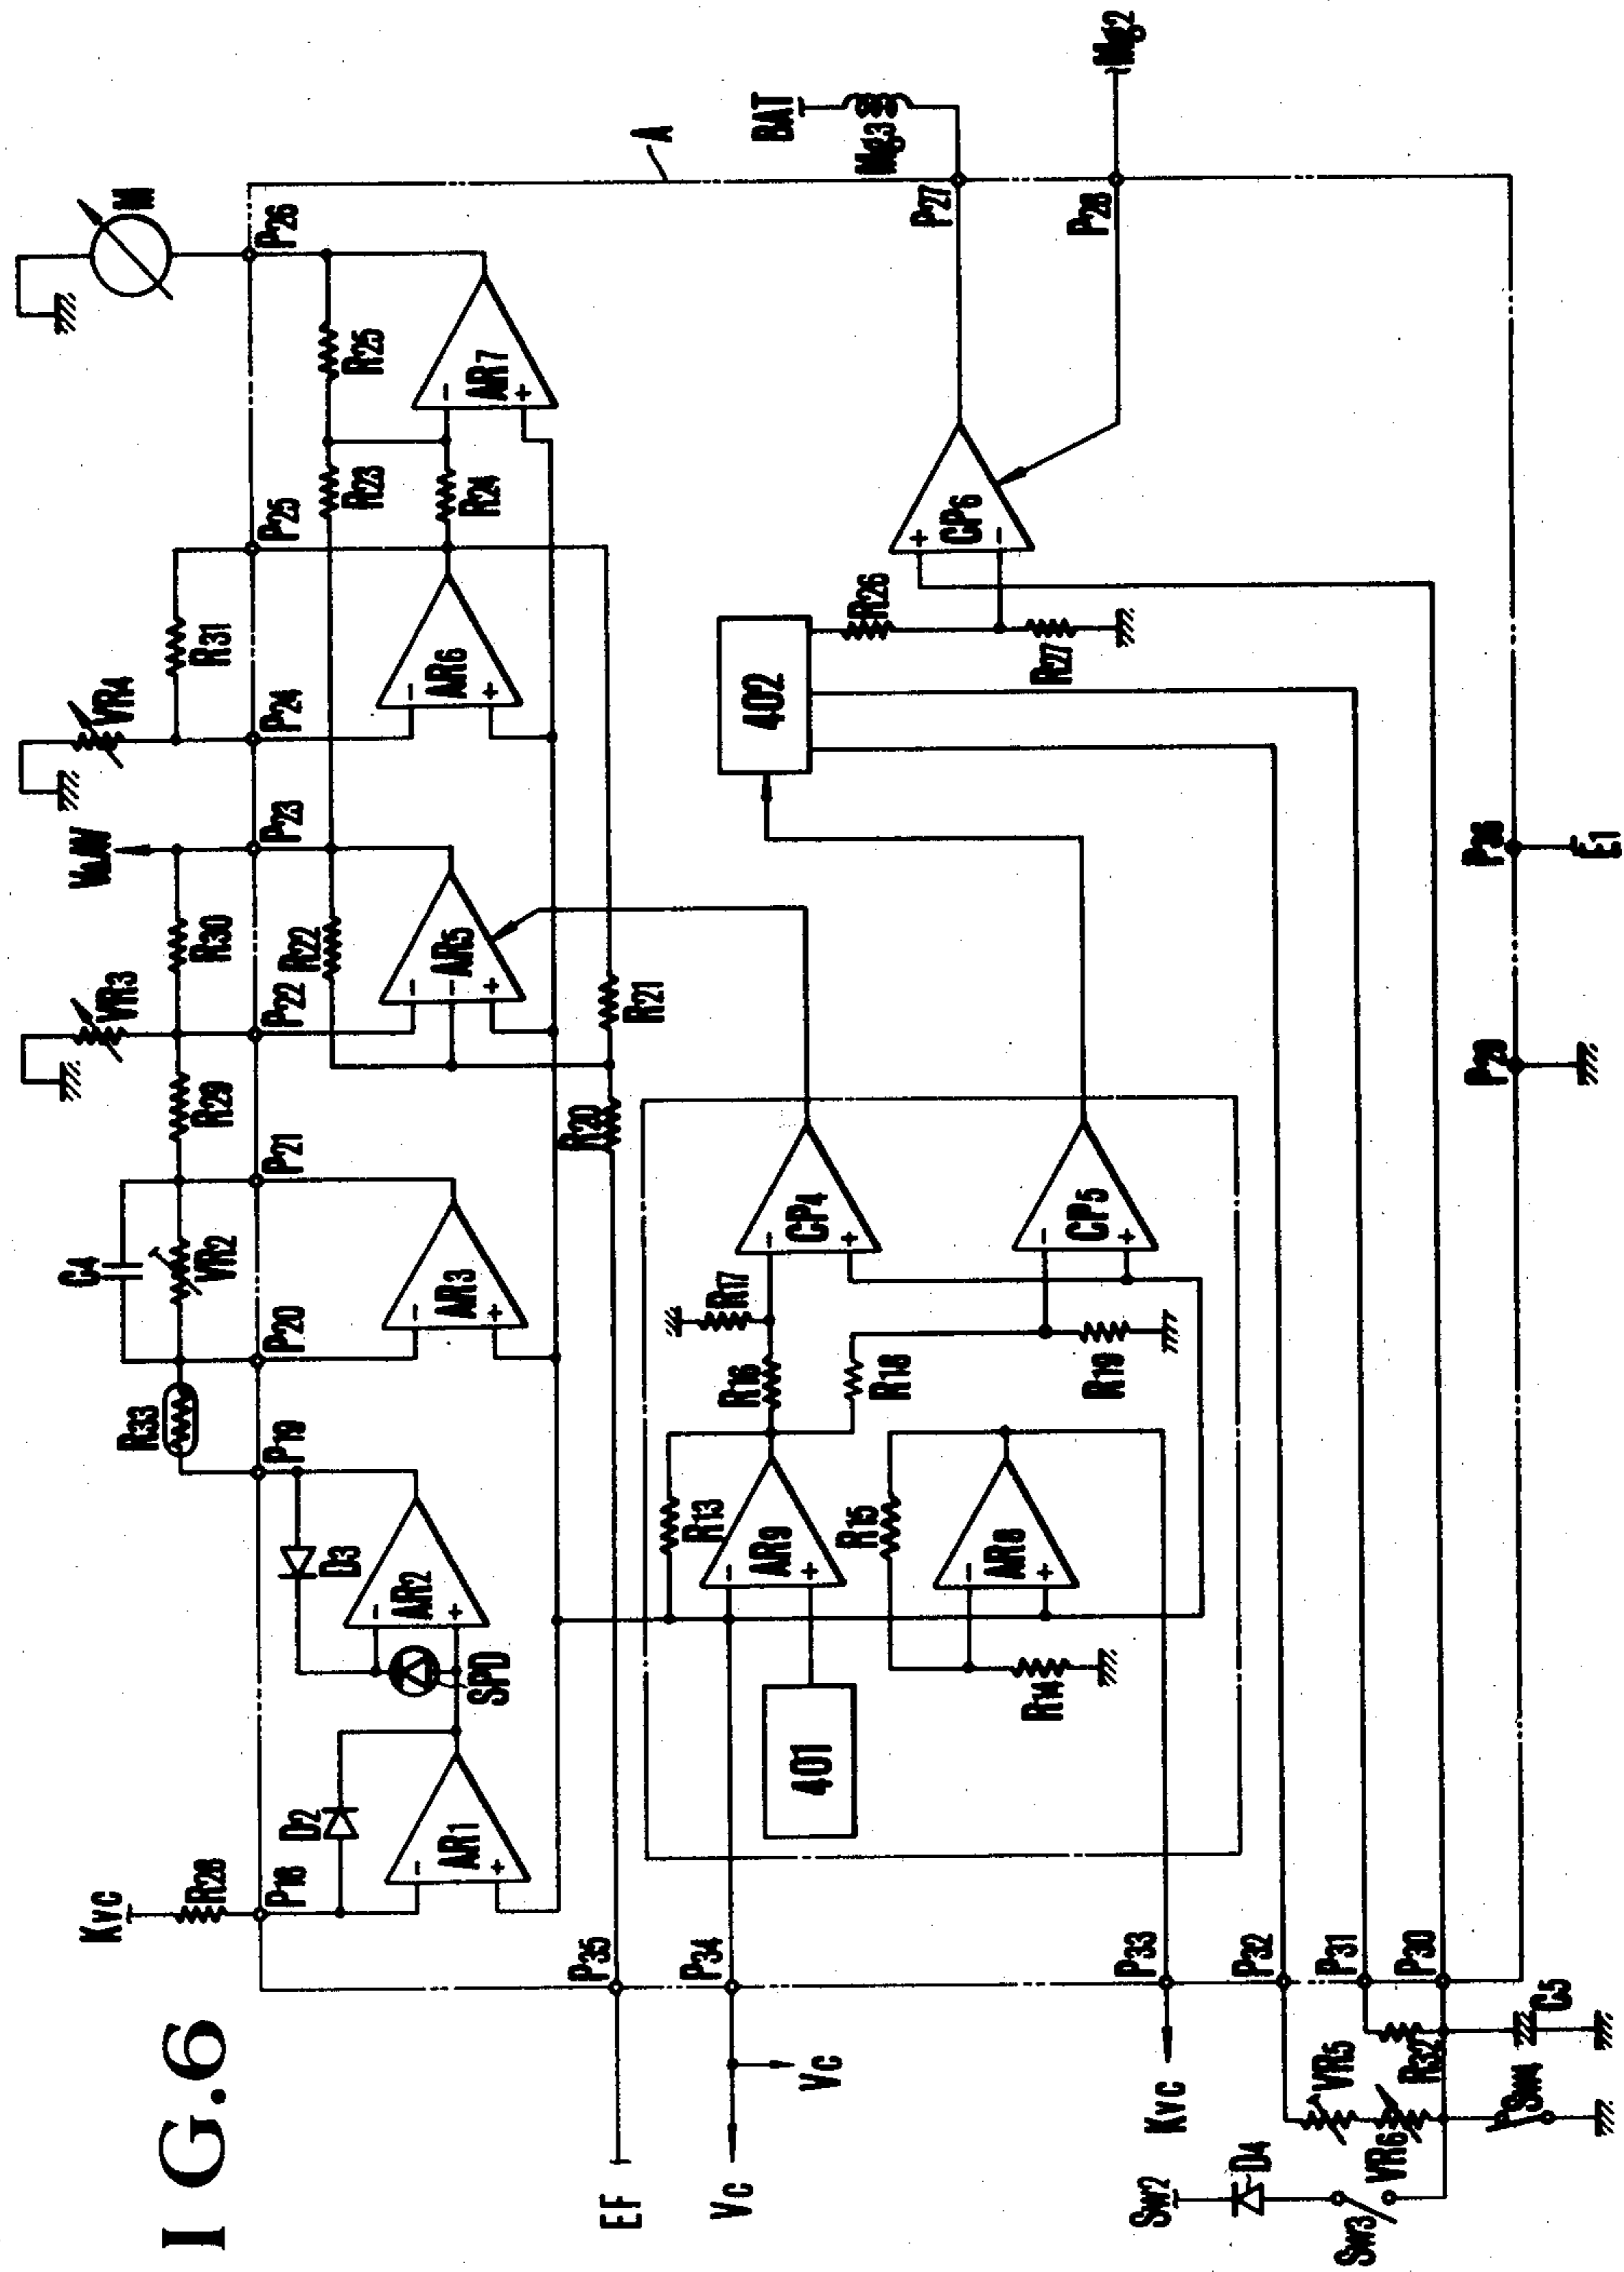 I G. 6
Kvc
R28
P18
D2
AR1
−
+
D3
AR2
−
+
SPD
P19
R33
P20
C4
VR2
AR3
−
+
P21
R29
VR3
P22
R30
R22
AR5
−
−
+
P23
VR4
P24
R31
AR6
−
+
P25
R23
R24
R25
AR7
−
+
P26
M
A
R21
R20
EF
P35
Vc
Vc
P34
401
R13
AR9
−
+
R15
AR8
−
+
R14
R16
R17
R18
R19
CP4
−
+
CP5
−
+
402
R26
R27
CP6
+
−
BAT
Mg3
P27
Mg2
P28
Kvc
P33
P32
P31
P30
Sw2
D4
Sw3
VR5
VR6
Sw4
R32
C5
P29
P36
E1